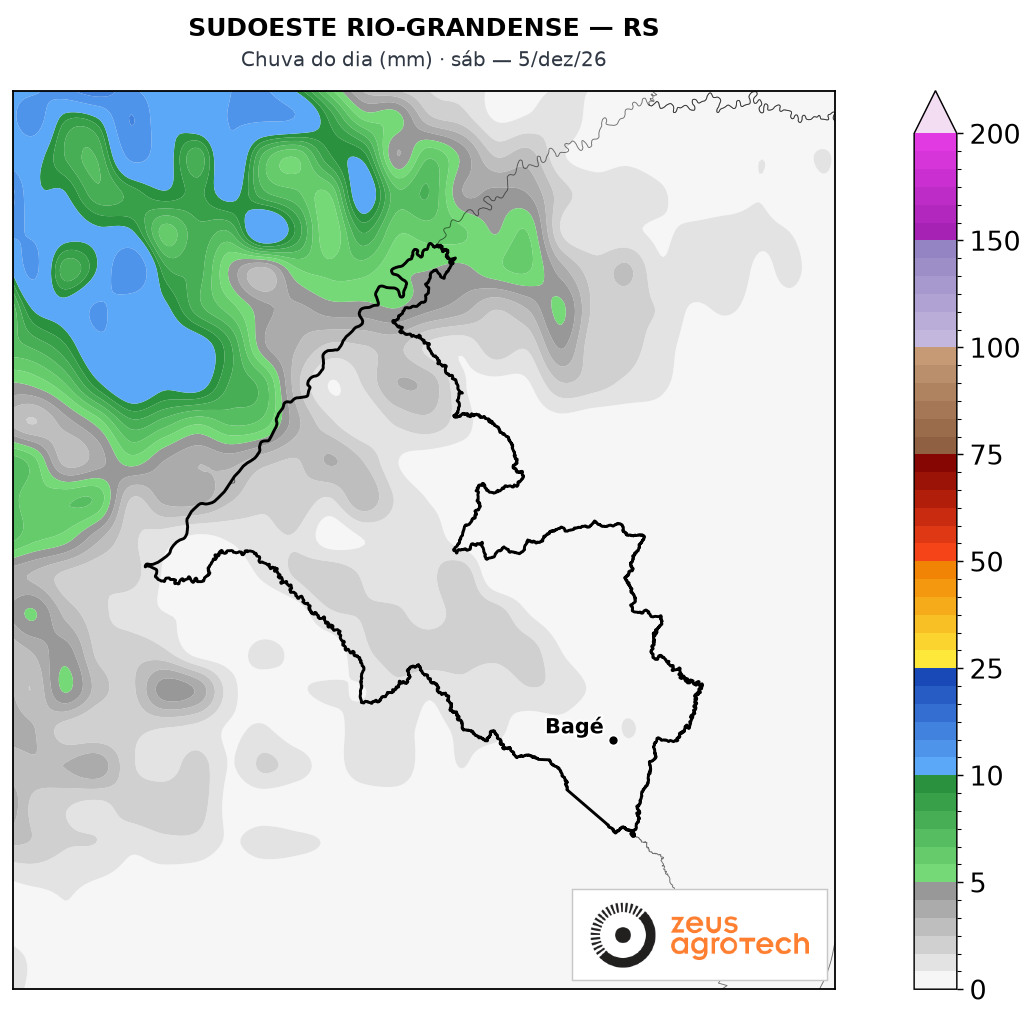 SUDOESTE RIO-GRANDENSE — RS
Chuva do dia (mm) · sáb — 5/dez/26
200
150
100
75
50
25
10
5
0
Bagé
zeus
agrotech